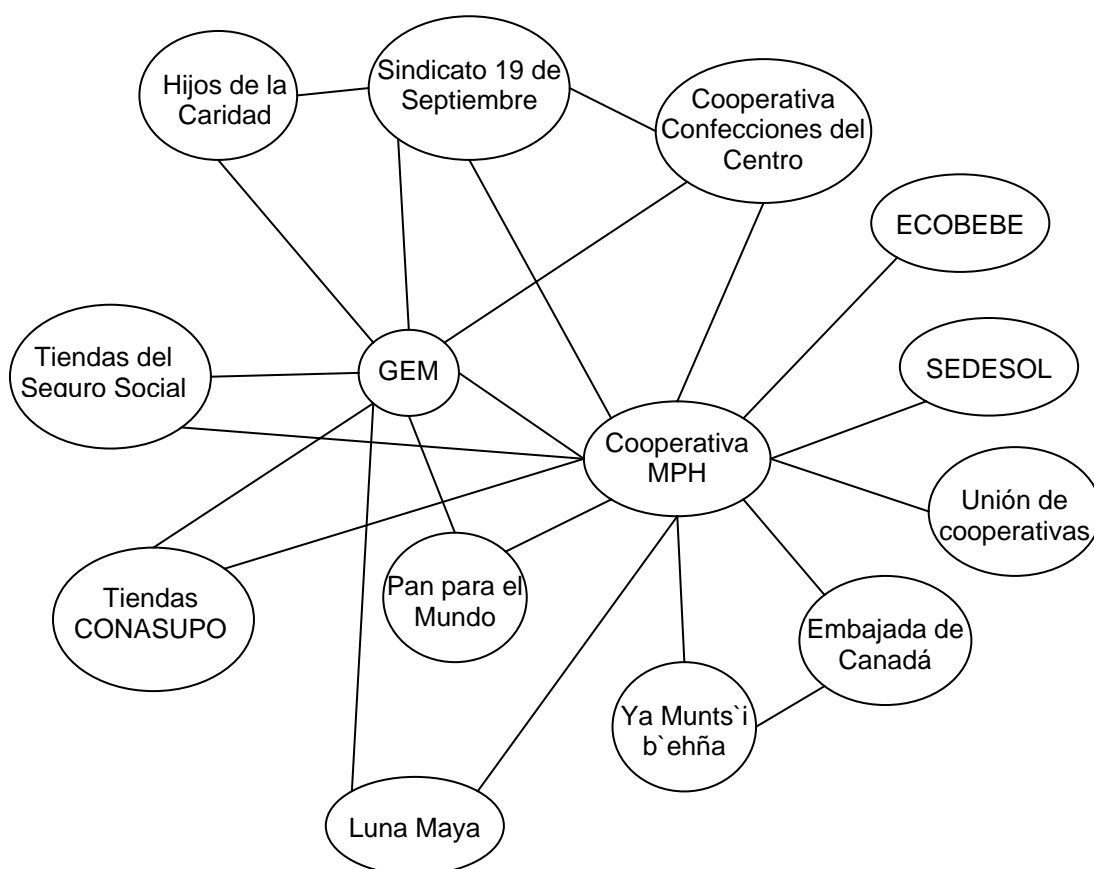 Hijos de la
Caridad
Sindicato 19 de
Septiembre
Cooperativa
Confecciones del
Centro
ECOBEBE
Tiendas del
Seguro Social
GEM
SEDESOL
Cooperativa
MPH
Unión de
cooperativas
Tiendas
CONASUPO
Pan para el
Mundo
Embajada de
Canadá
Ya Munts`i
b`ehña
Luna Maya